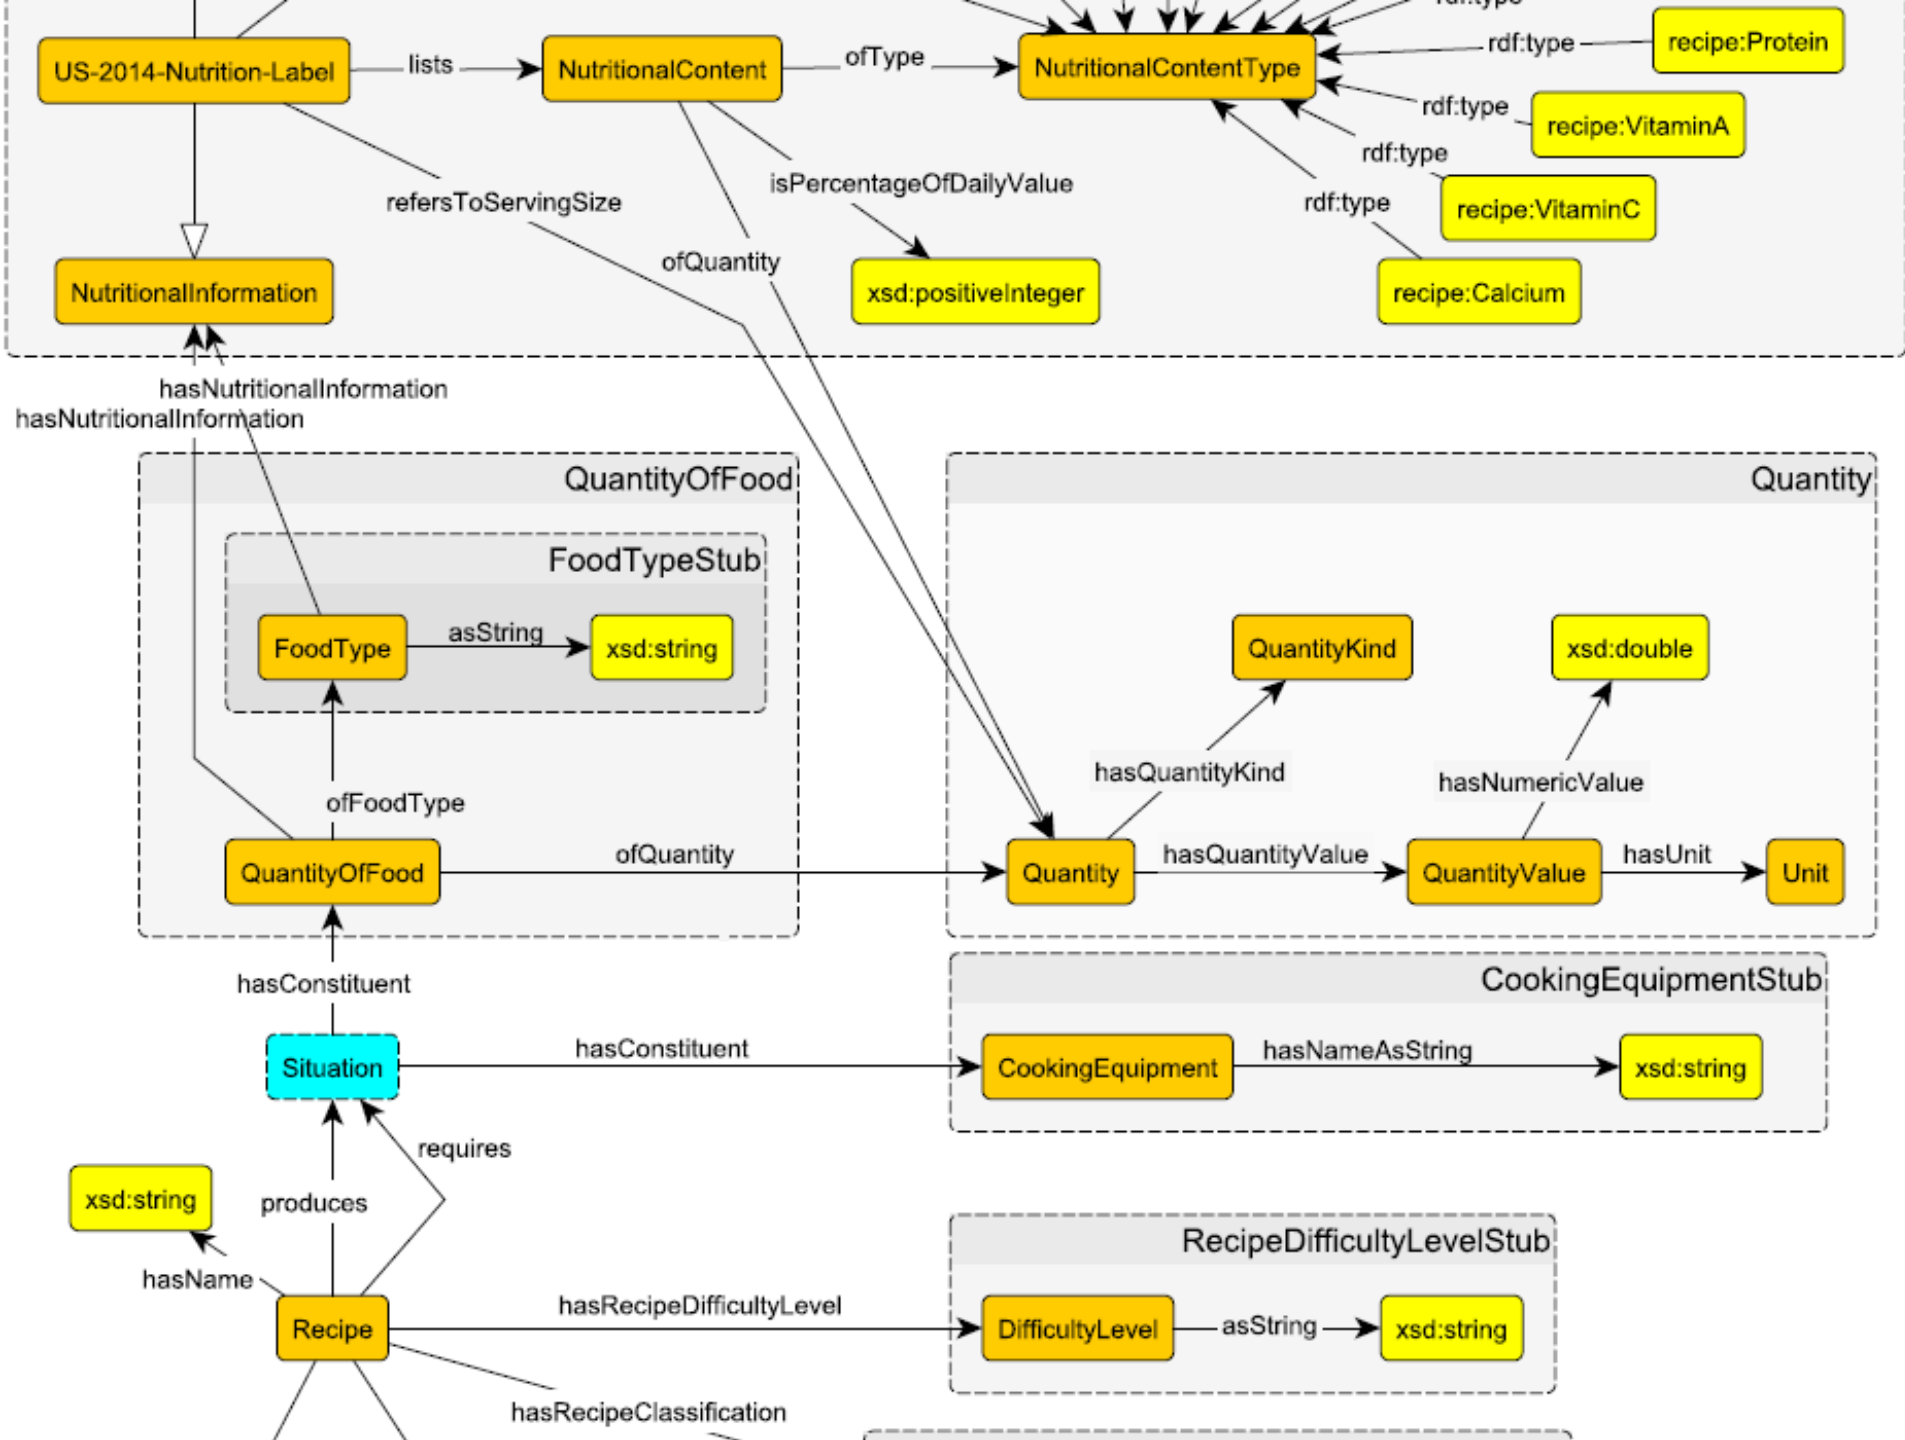 rdf:type
US-2014-Nutrition-Label
lists
NutritionalContent
ofType
NutritionalContentType
rdf:type
recipe:Protein
rdf:type
recipe:VitaminA
rdf:type
recipe:VitaminC
rdf:type
recipe:Calcium
isPercentageOfDailyValue
refersToServingSize
ofQuantity
NutritionalInformation
xsd:positiveInteger
hasNutritionalInformation
hasNutritionalInformation
QuantityOfFood
FoodTypeStub
FoodType
asString
xsd:string
ofFoodType
QuantityOfFood
ofQuantity
Quantity
QuantityKind
xsd:double
hasQuantityKind
hasNumericValue
Quantity
hasQuantityValue
QuantityValue
hasUnit
Unit
hasConstituent
CookingEquipmentStub
Situation
hasConstituent
CookingEquipment
hasNameAsString
xsd:string
requires
xsd:string
produces
hasName
RecipeDifficultyLevelStub
Recipe
hasRecipeDifficultyLevel
DifficultyLevel
asString
xsd:string
hasRecipeClassification